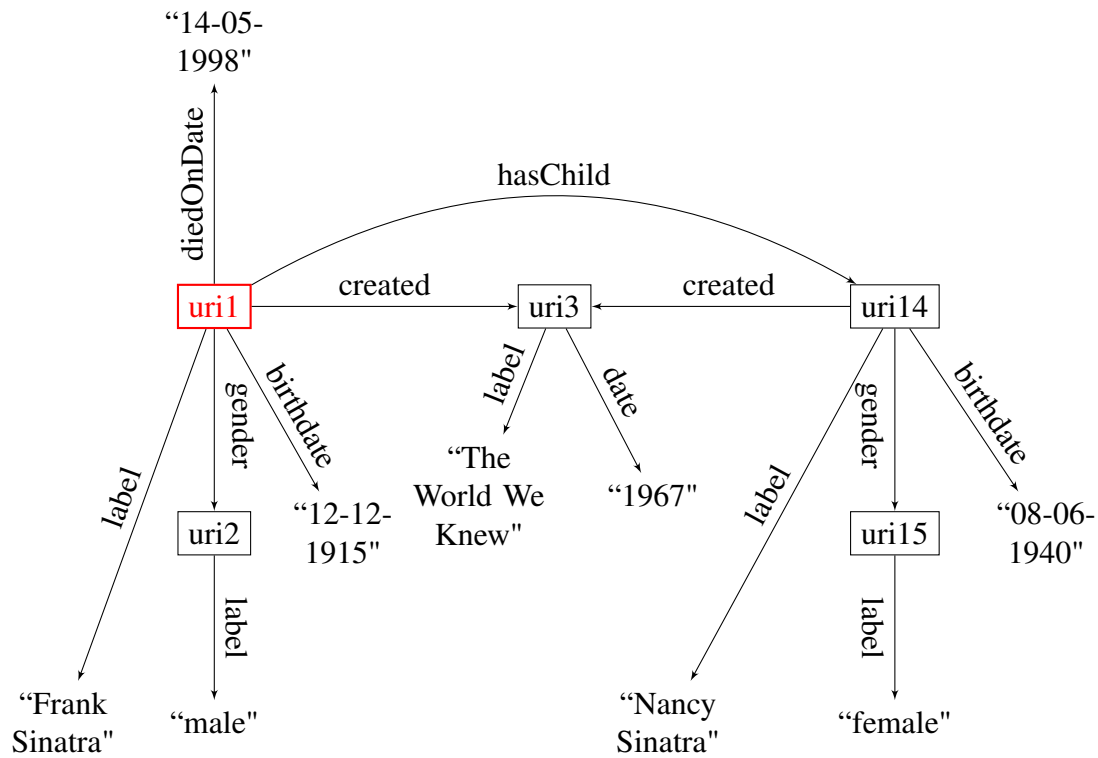 “14-05-
1998"
diedOnDate
hasChild
uri1
created
uri3
created
uri14
label
gender
birthdate
label
date
label
gender
birthdate
“The
World We
Knew"
“1967"
uri2
“12-12-
1915"
uri15
“08-06-
1940"
label
label
“Frank
Sinatra"
“male"
“Nancy
Sinatra"
“female"